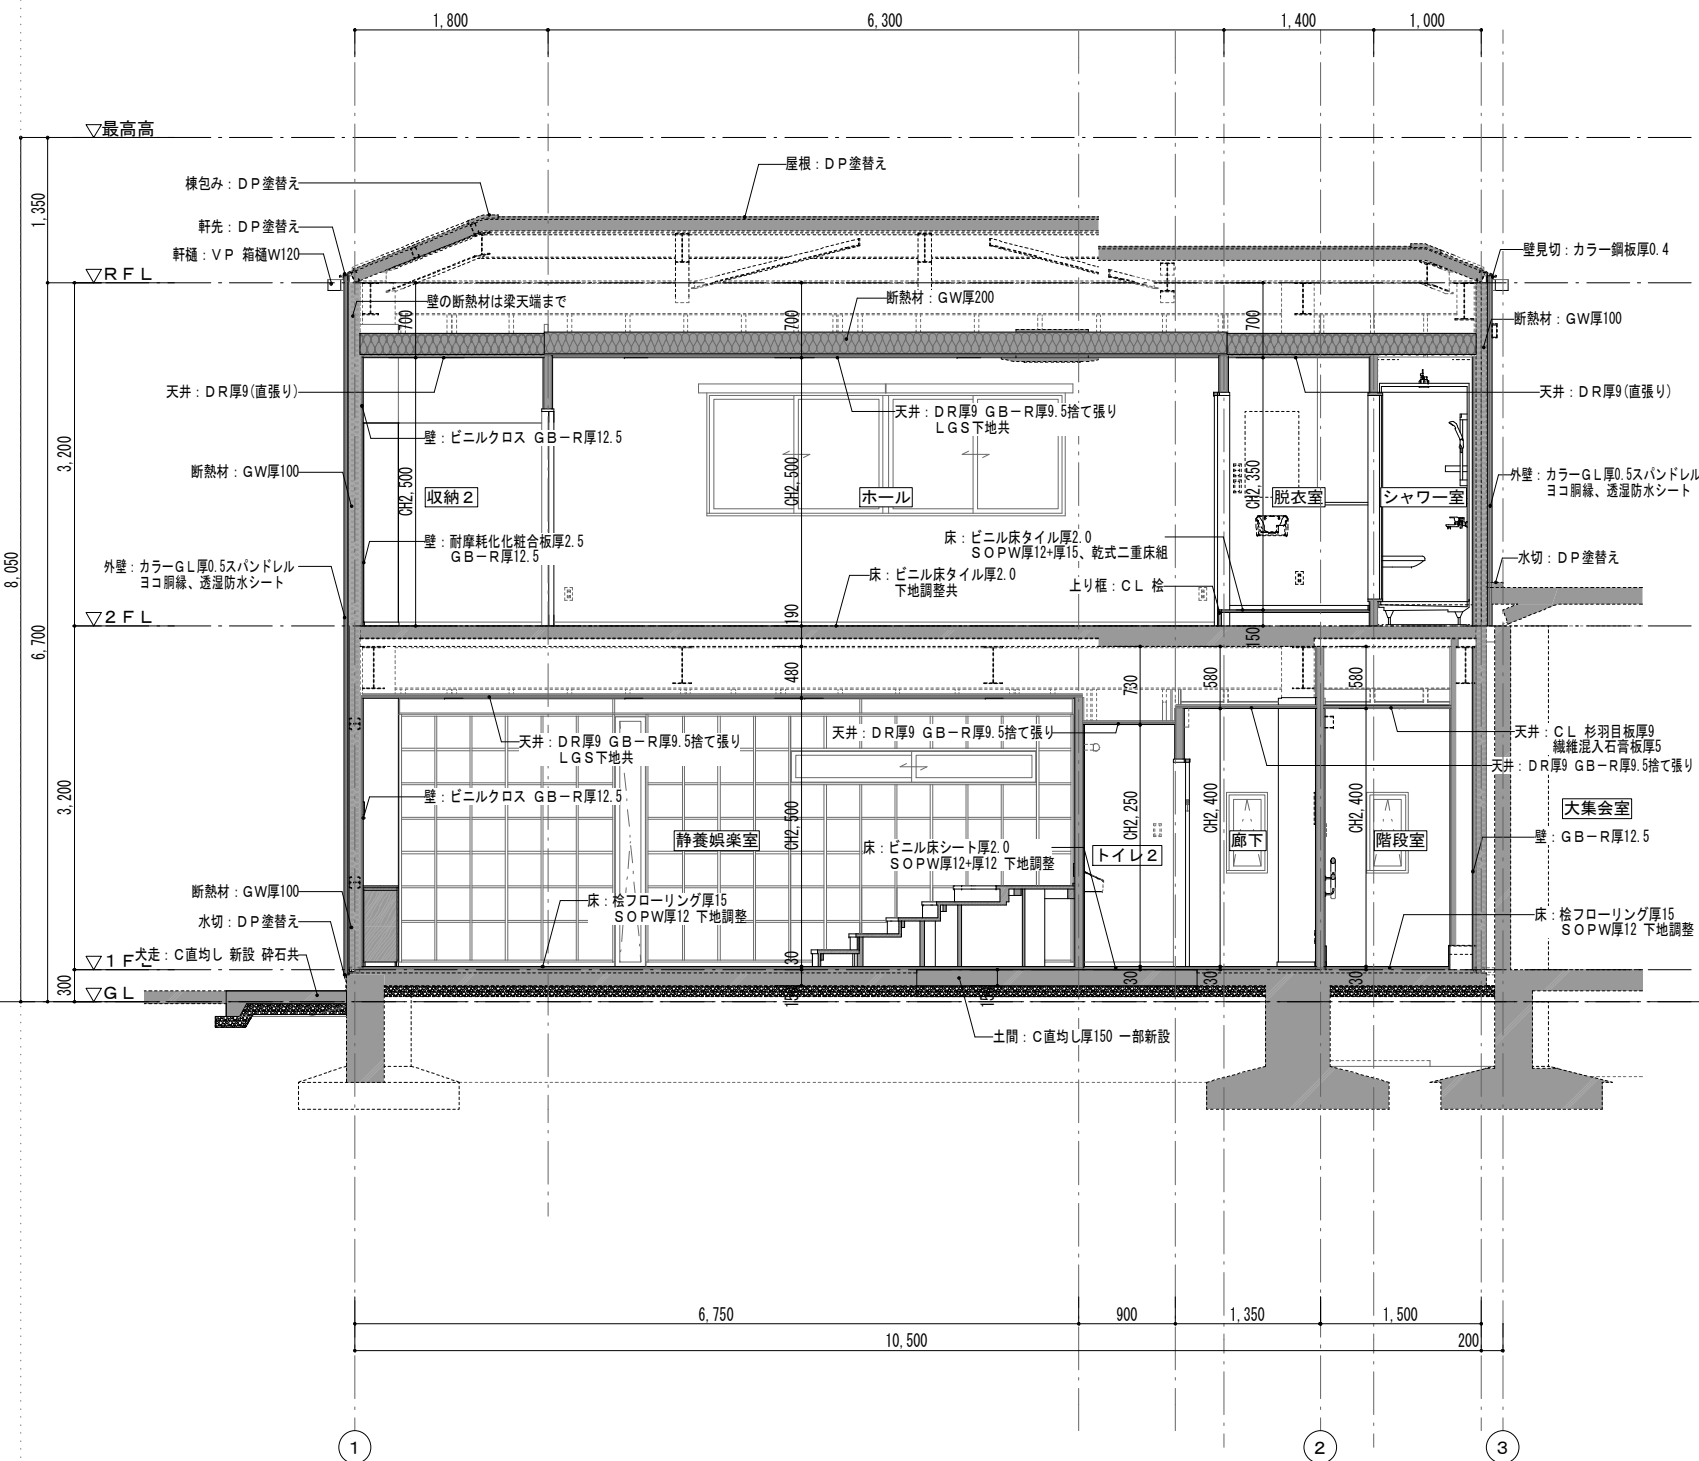 1,800
6,300
1,400
1,000
▽最高高
屋根：ＤＰ塗替え
棟包み：ＤＰ塗替え
1,350
軒先：ＤＰ塗替え
軒樋：ＶＰ 箱樋W120
壁見切：カラー鋼板厚0.4
▽ＲＦＬ
壁の断熱材は梁天端まで
断熱材：GW厚200
700
700
700
断熱材：GW厚100
天井：ＤＲ厚9(直張り)
天井：ＤＲ厚9 GB－R厚9.5捨て張り
ＬＧＳ下地共
天井：ＤＲ厚9(直張り)
壁：ビニルクロス GB－R厚12.5
3,200
断熱材：GW厚100
CH2,500
収納２
CH2,500
ホール
CH2,350
脱衣室
シャワー室
外壁：カラーＧＬ厚0.5スパンドレル
ヨコ胴縁、透湿防水シート
壁：耐摩耗化化粧合板厚2.5
GB－R厚12.5
床：ビニル床タイル厚2.0
ＳＯＰＷ厚12+厚15、乾式二重床組
外壁：カラーＧＬ厚0.5スパンドレル
ヨコ胴縁、透湿防水シート
床：ビニル床タイル厚2.0
下地調整共
上り框：ＣＬ 桧
水切：ＤＰ塗替え
8,050
6,700
▽２ＦＬ
190
150
480
730
580
580
天井：ＤＲ厚9 GB－R厚9.5捨て張り
ＬＧＳ下地共
天井：ＤＲ厚9 GB－R厚9.5捨て張り
天井：ＣＬ 杉羽目板厚9
繊維混入石膏板厚5
天井：ＤＲ厚9 GB－R厚9.5捨て張り
壁：ビニルクロス GB－R厚12.5
3,200
CH2,500
CH2,250
CH2,400
CH2,400
大集会室
静養娯楽室
床：ビニル床シート厚2.0
ＳＯＰＷ厚12+厚12 下地調整
トイレ２
廊下
階段室
壁：GB－R厚12.5
断熱材：GW厚100
床：桧フローリング厚15
ＳＯＰＷ厚12 下地調整
床：桧フローリング厚15
ＳＯＰＷ厚12 下地調整
水切：ＤＰ塗替え
犬走：Ｃ直均し 新設 砕石共
▽１ＦＬ
30
30
30
30
300
▽ＧＬ
150
150
土間：Ｃ直均し厚150 一部新設
6,750
900
1,350
1,500
10,500
200
１
２
３